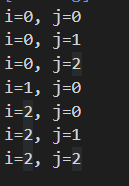 i=0, j=0
i=0, j=1
i=0, j=2
i=1, j=0
i=2, j=0
i=2, j=1
i=2, j=2